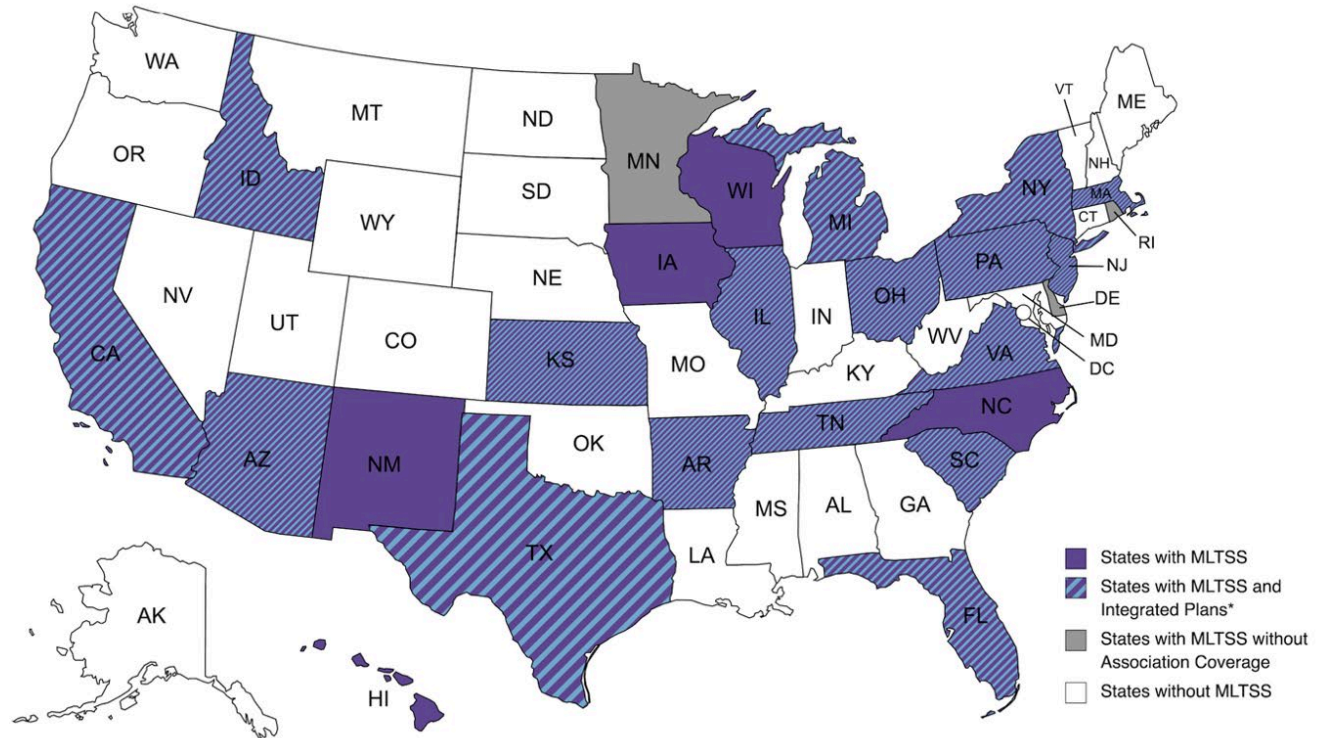 WA
MT
ND
MN
VT
ME
OR
ID
SD
WI
NH
NY
MA
WY
MI
CT
RI
IA
PA
NJ
NE
NV
OH
DE
IL
IN
UT
CO
WV
MD
CA
KS
MO
VA
DC
KY
NC
TN
OK
AZ
NM
AR
SC
MS
AL
GA
TX
LA
AK
FL
HI
States with MLTSS
States with MLTSS and
Integrated Plans*
States with MLTSS without
Association Coverage
States without MLTSS